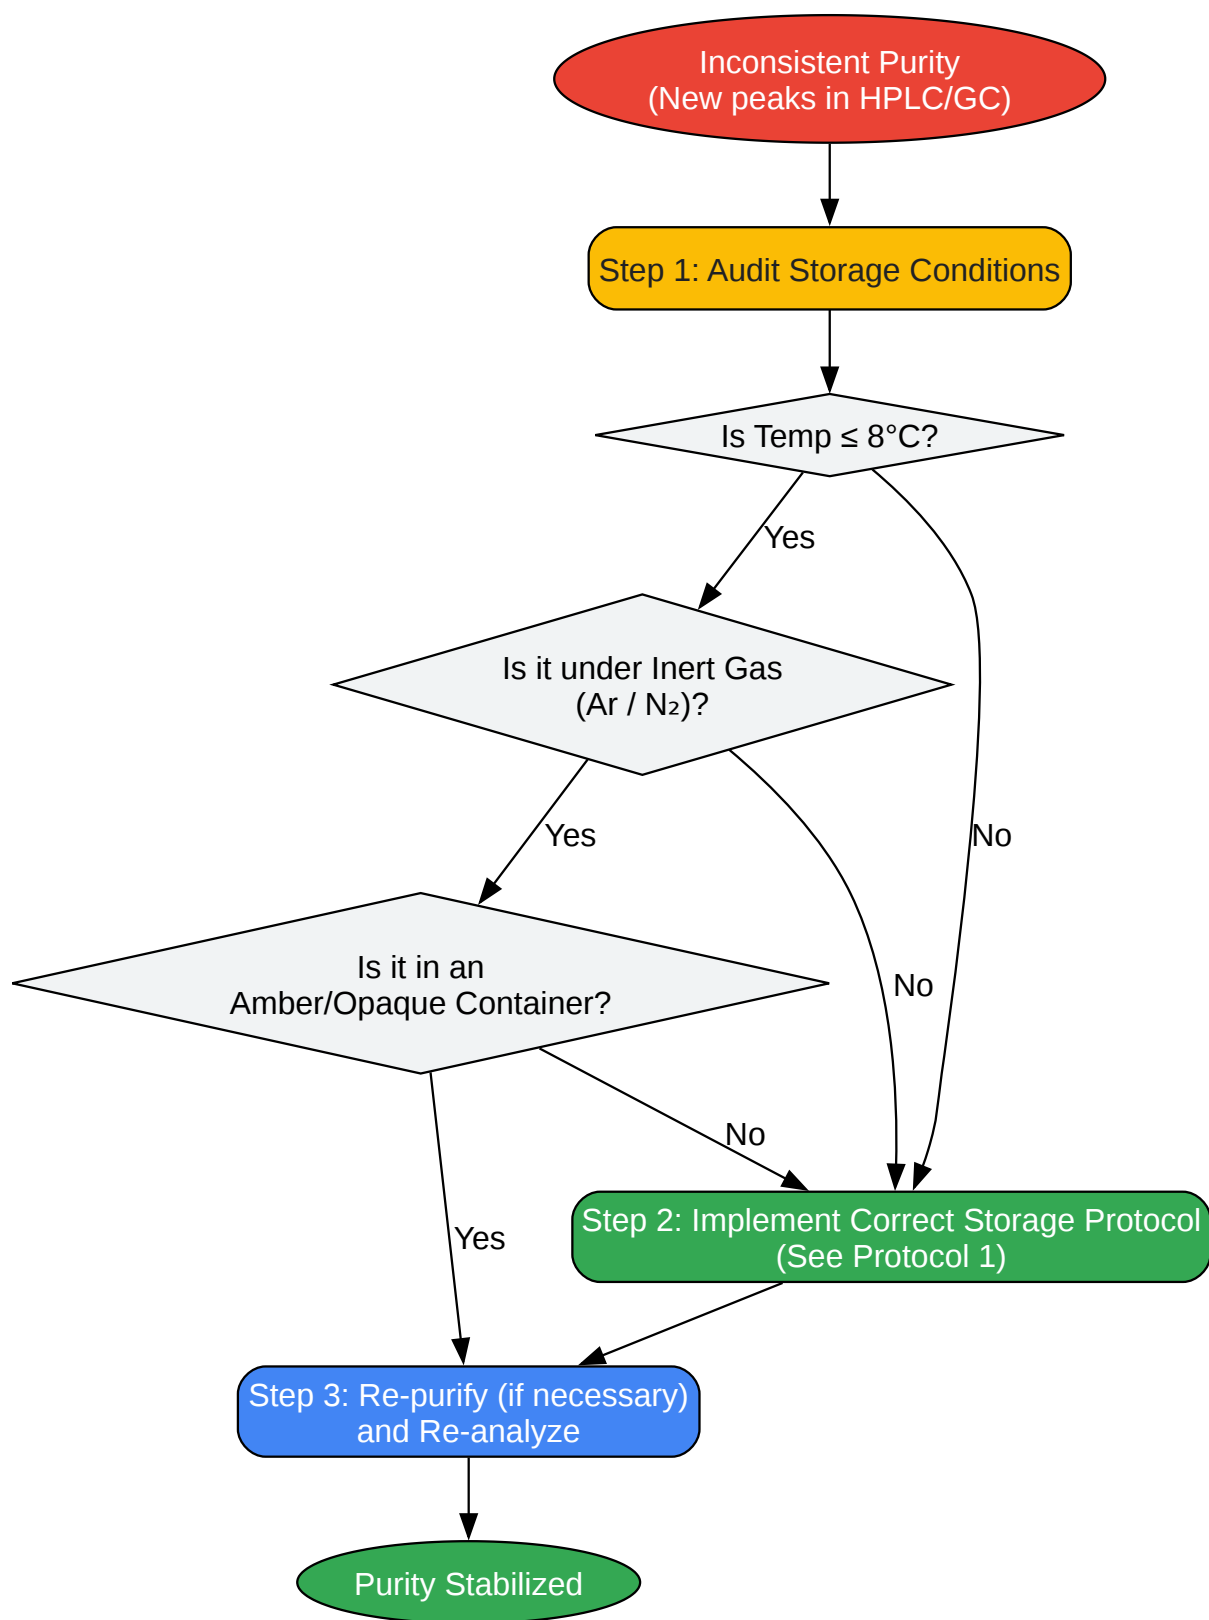 Inconsistent Purity
(New peaks in HPLC/GC)
Step 1: Audit Storage Conditions
Is Temp ≤ 8°C?
Yes
Is it under Inert Gas
(Ar / N₂)?
Yes
No
Is it in an
Amber/Opaque Container?
No
No
Step 2: Implement Correct Storage Protocol
(See Protocol 1)
Yes
Step 3: Re-purify (if necessary)
and Re-analyze
Purity Stabilized